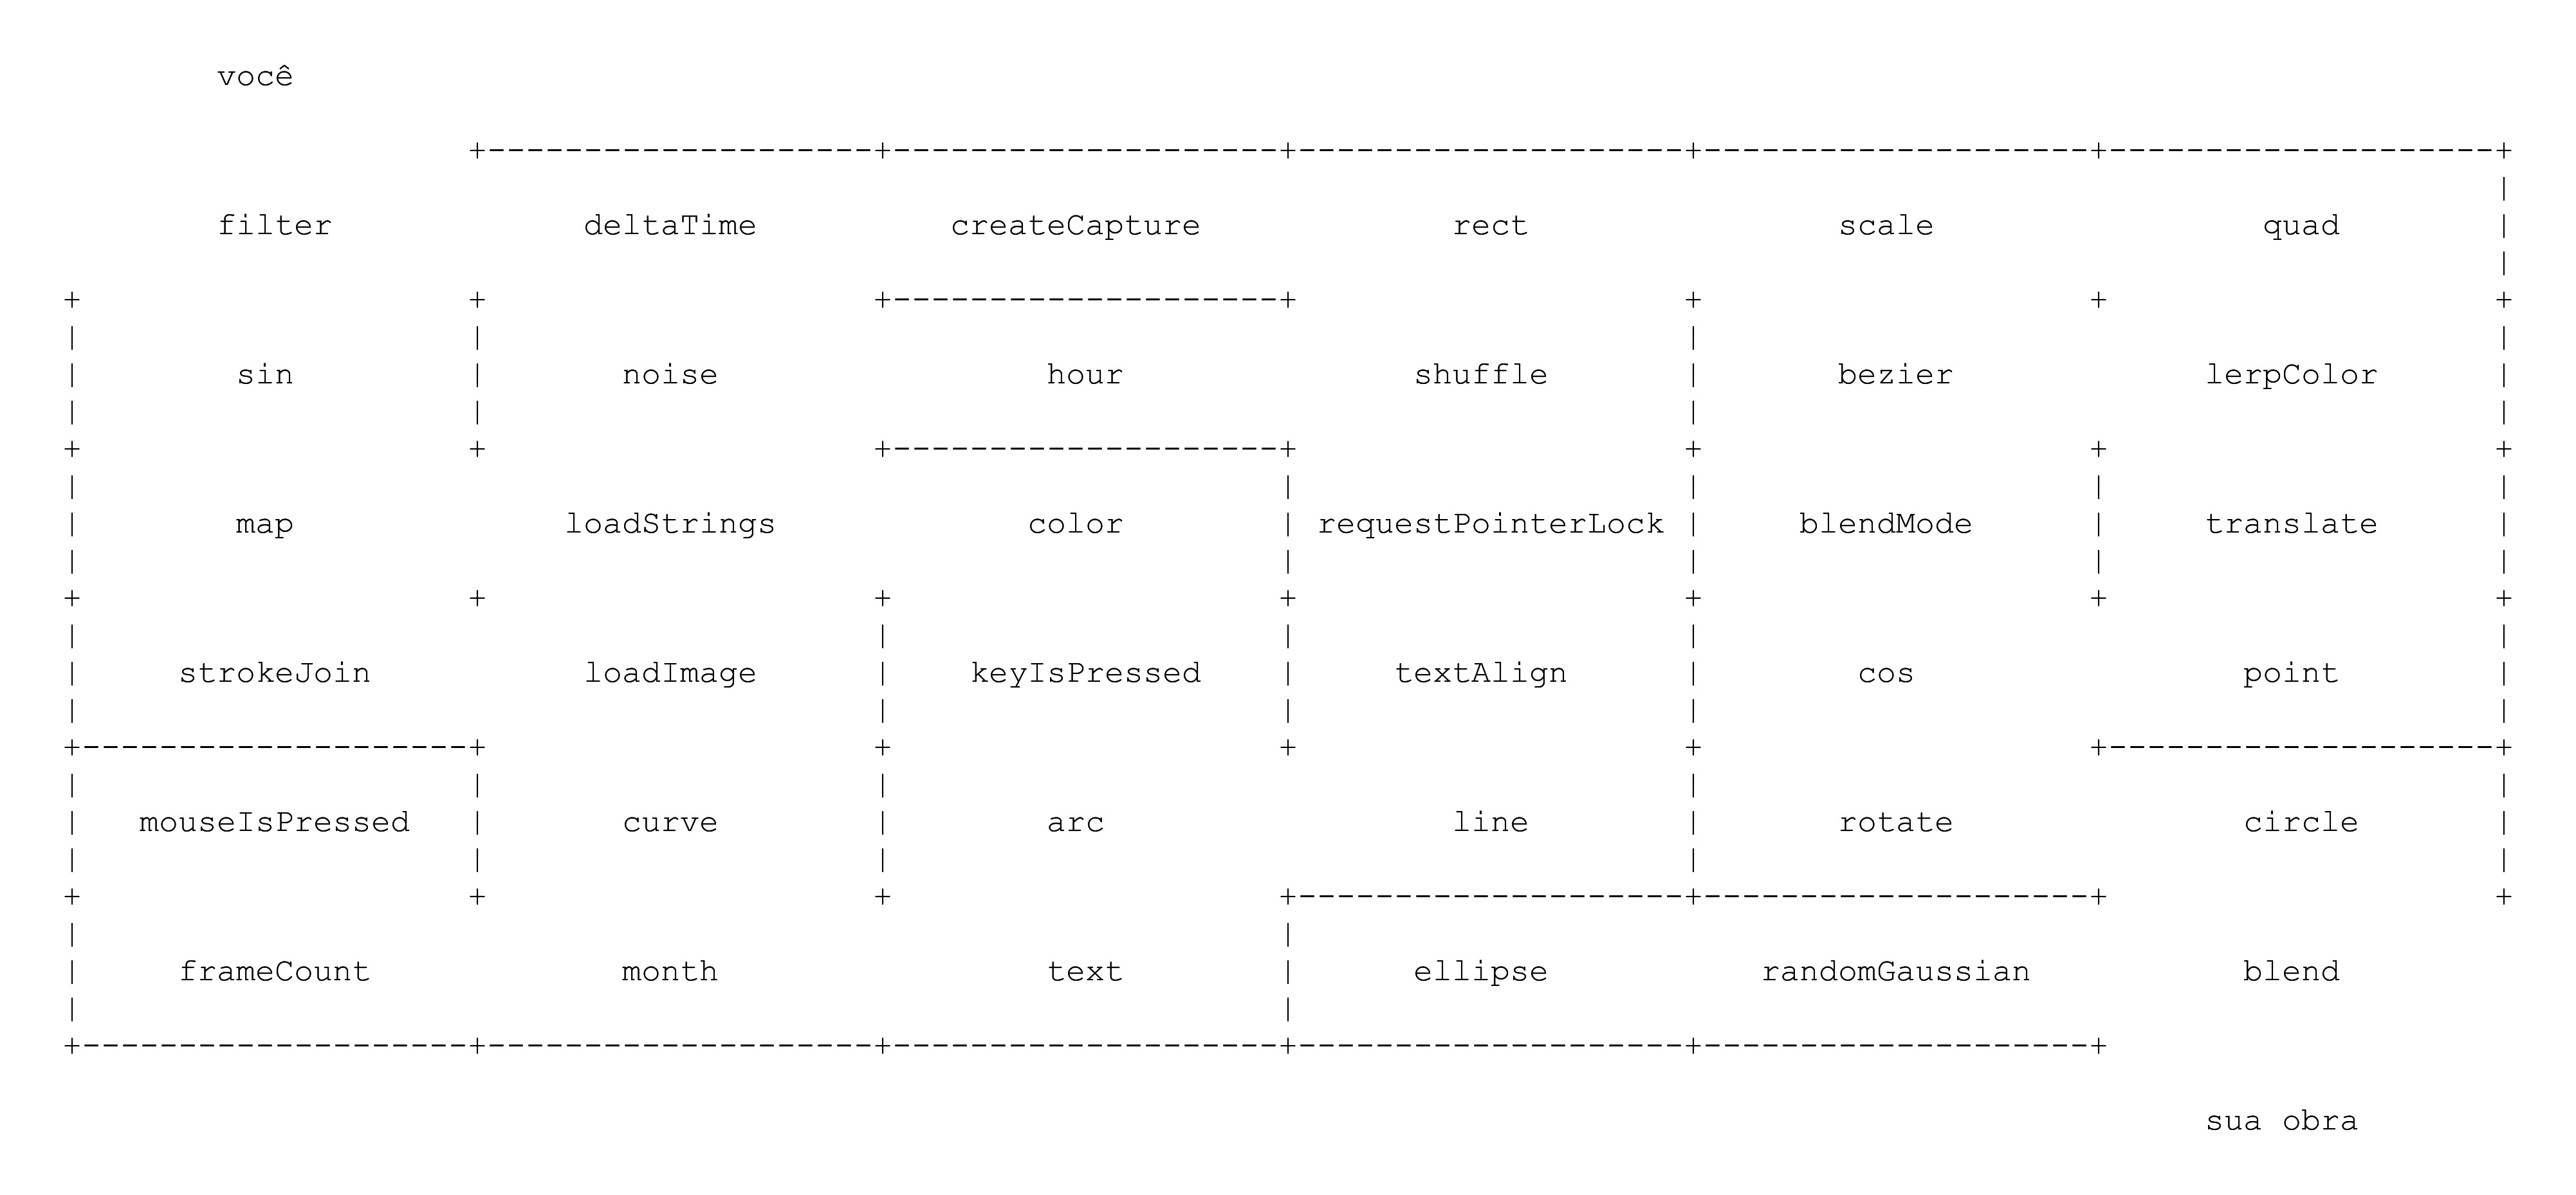 você
filter deltaTime createCapture rect scale quad
sin noise hour shuffle bezier lerpColor
map loadStrings color requestPointerLock blendMode translate
strokeJoin loadImage keyIsPressed textAlign cos point
mouseIsPressed curve arc line rotate circle
frameCount month text ellipse randomGaussian blend
sua obra